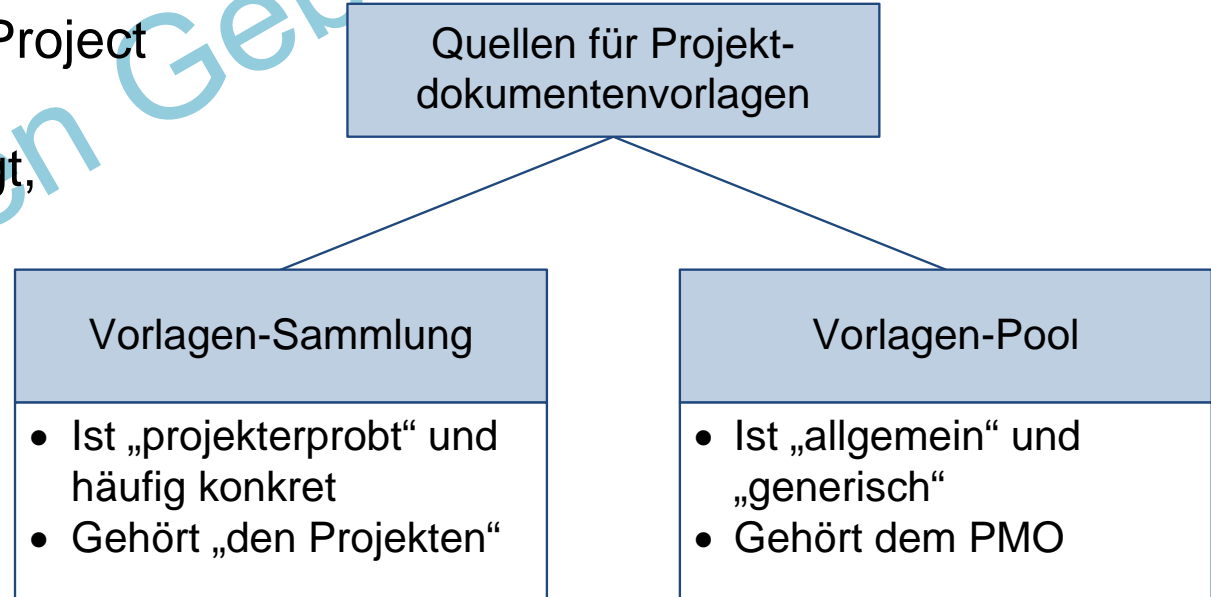 Project
Quellen für Projekt-
dokumentenvorlagen
Vorlagen-Sammlung
• Ist „projekterprobt“ und
häufig konkret
• Gehört „den Projekten“
Vorlagen-Pool
• Ist „allgemein“ und
„generisch“
• Gehört dem PMO